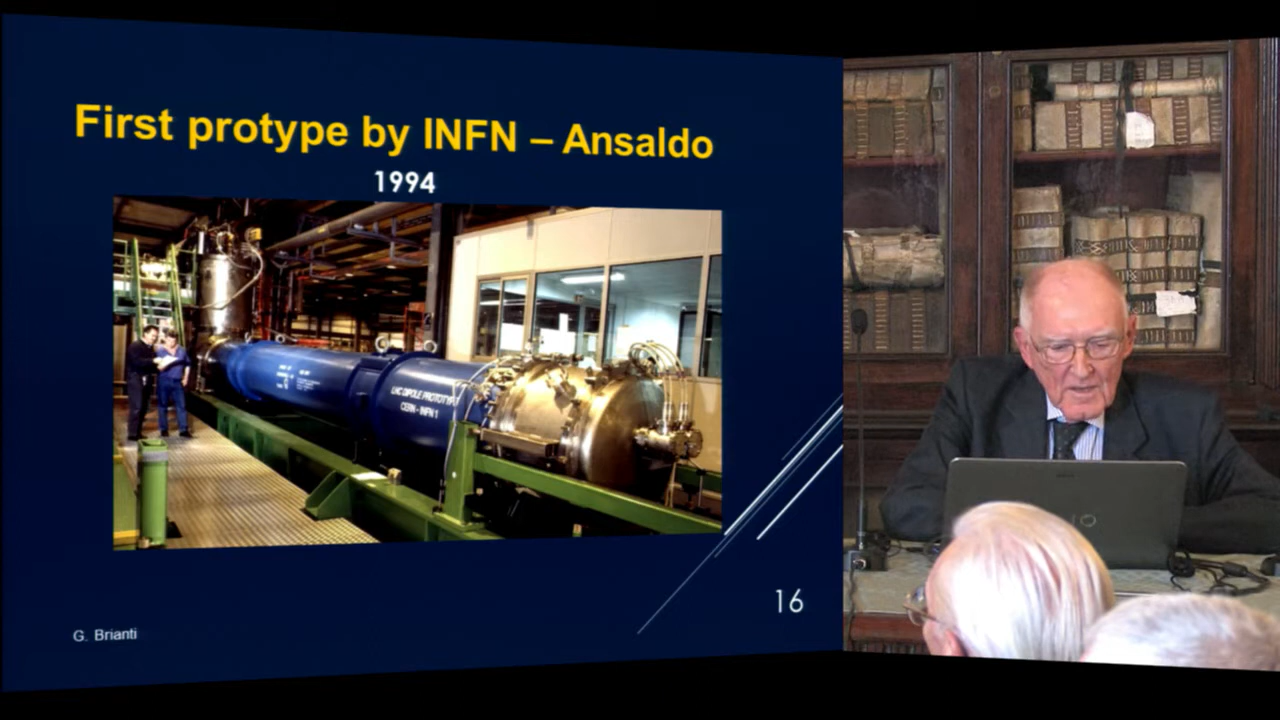 First protype by INFN – Ansaldo
1994
LHC DIPOLE PROTOTYPE
CERN - INFN 1
16
G. Brianti